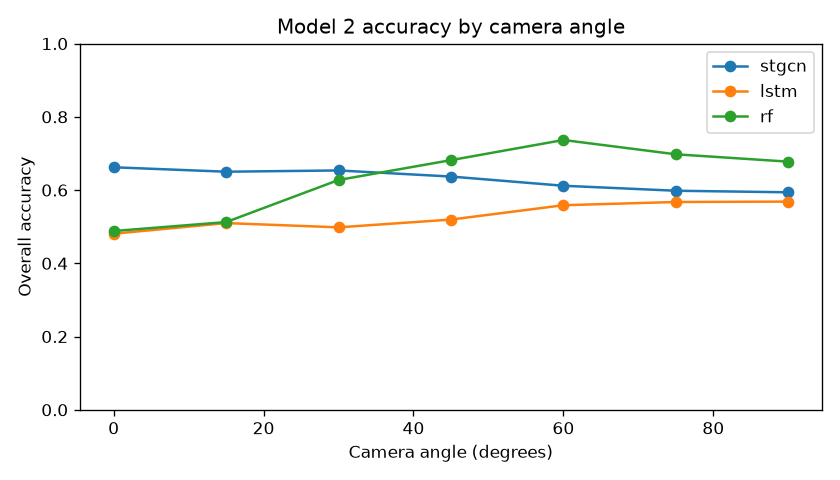 Model 2 accuracy by camera angle
1.0
0.8
0.6
0.4
0.2
0.0
Overall accuracy
stgcn
lstm
rf
0
20
40
60
80
Camera angle (degrees)